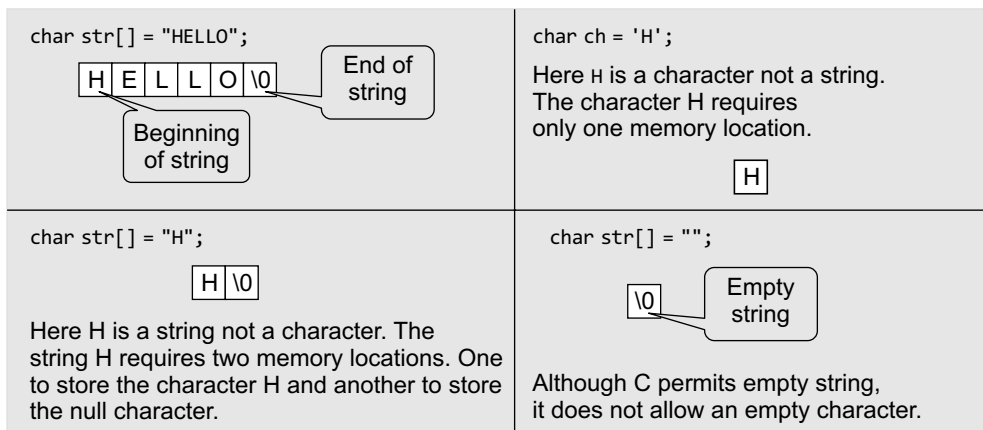 char str[] = "HELLO";
H E L L O \0
End of
string
Beginning
of string
char ch = 'H';
Here H is a character not a string.
The character H requires
only one memory location.
H
char str[] = "H";
H \0
Here H is a string not a character. The
string H requires two memory locations. One
to store the character H and another to store
the null character.
char str[] = "";
\0
Empty
string
Although C permits empty string,
it does not allow an empty character.